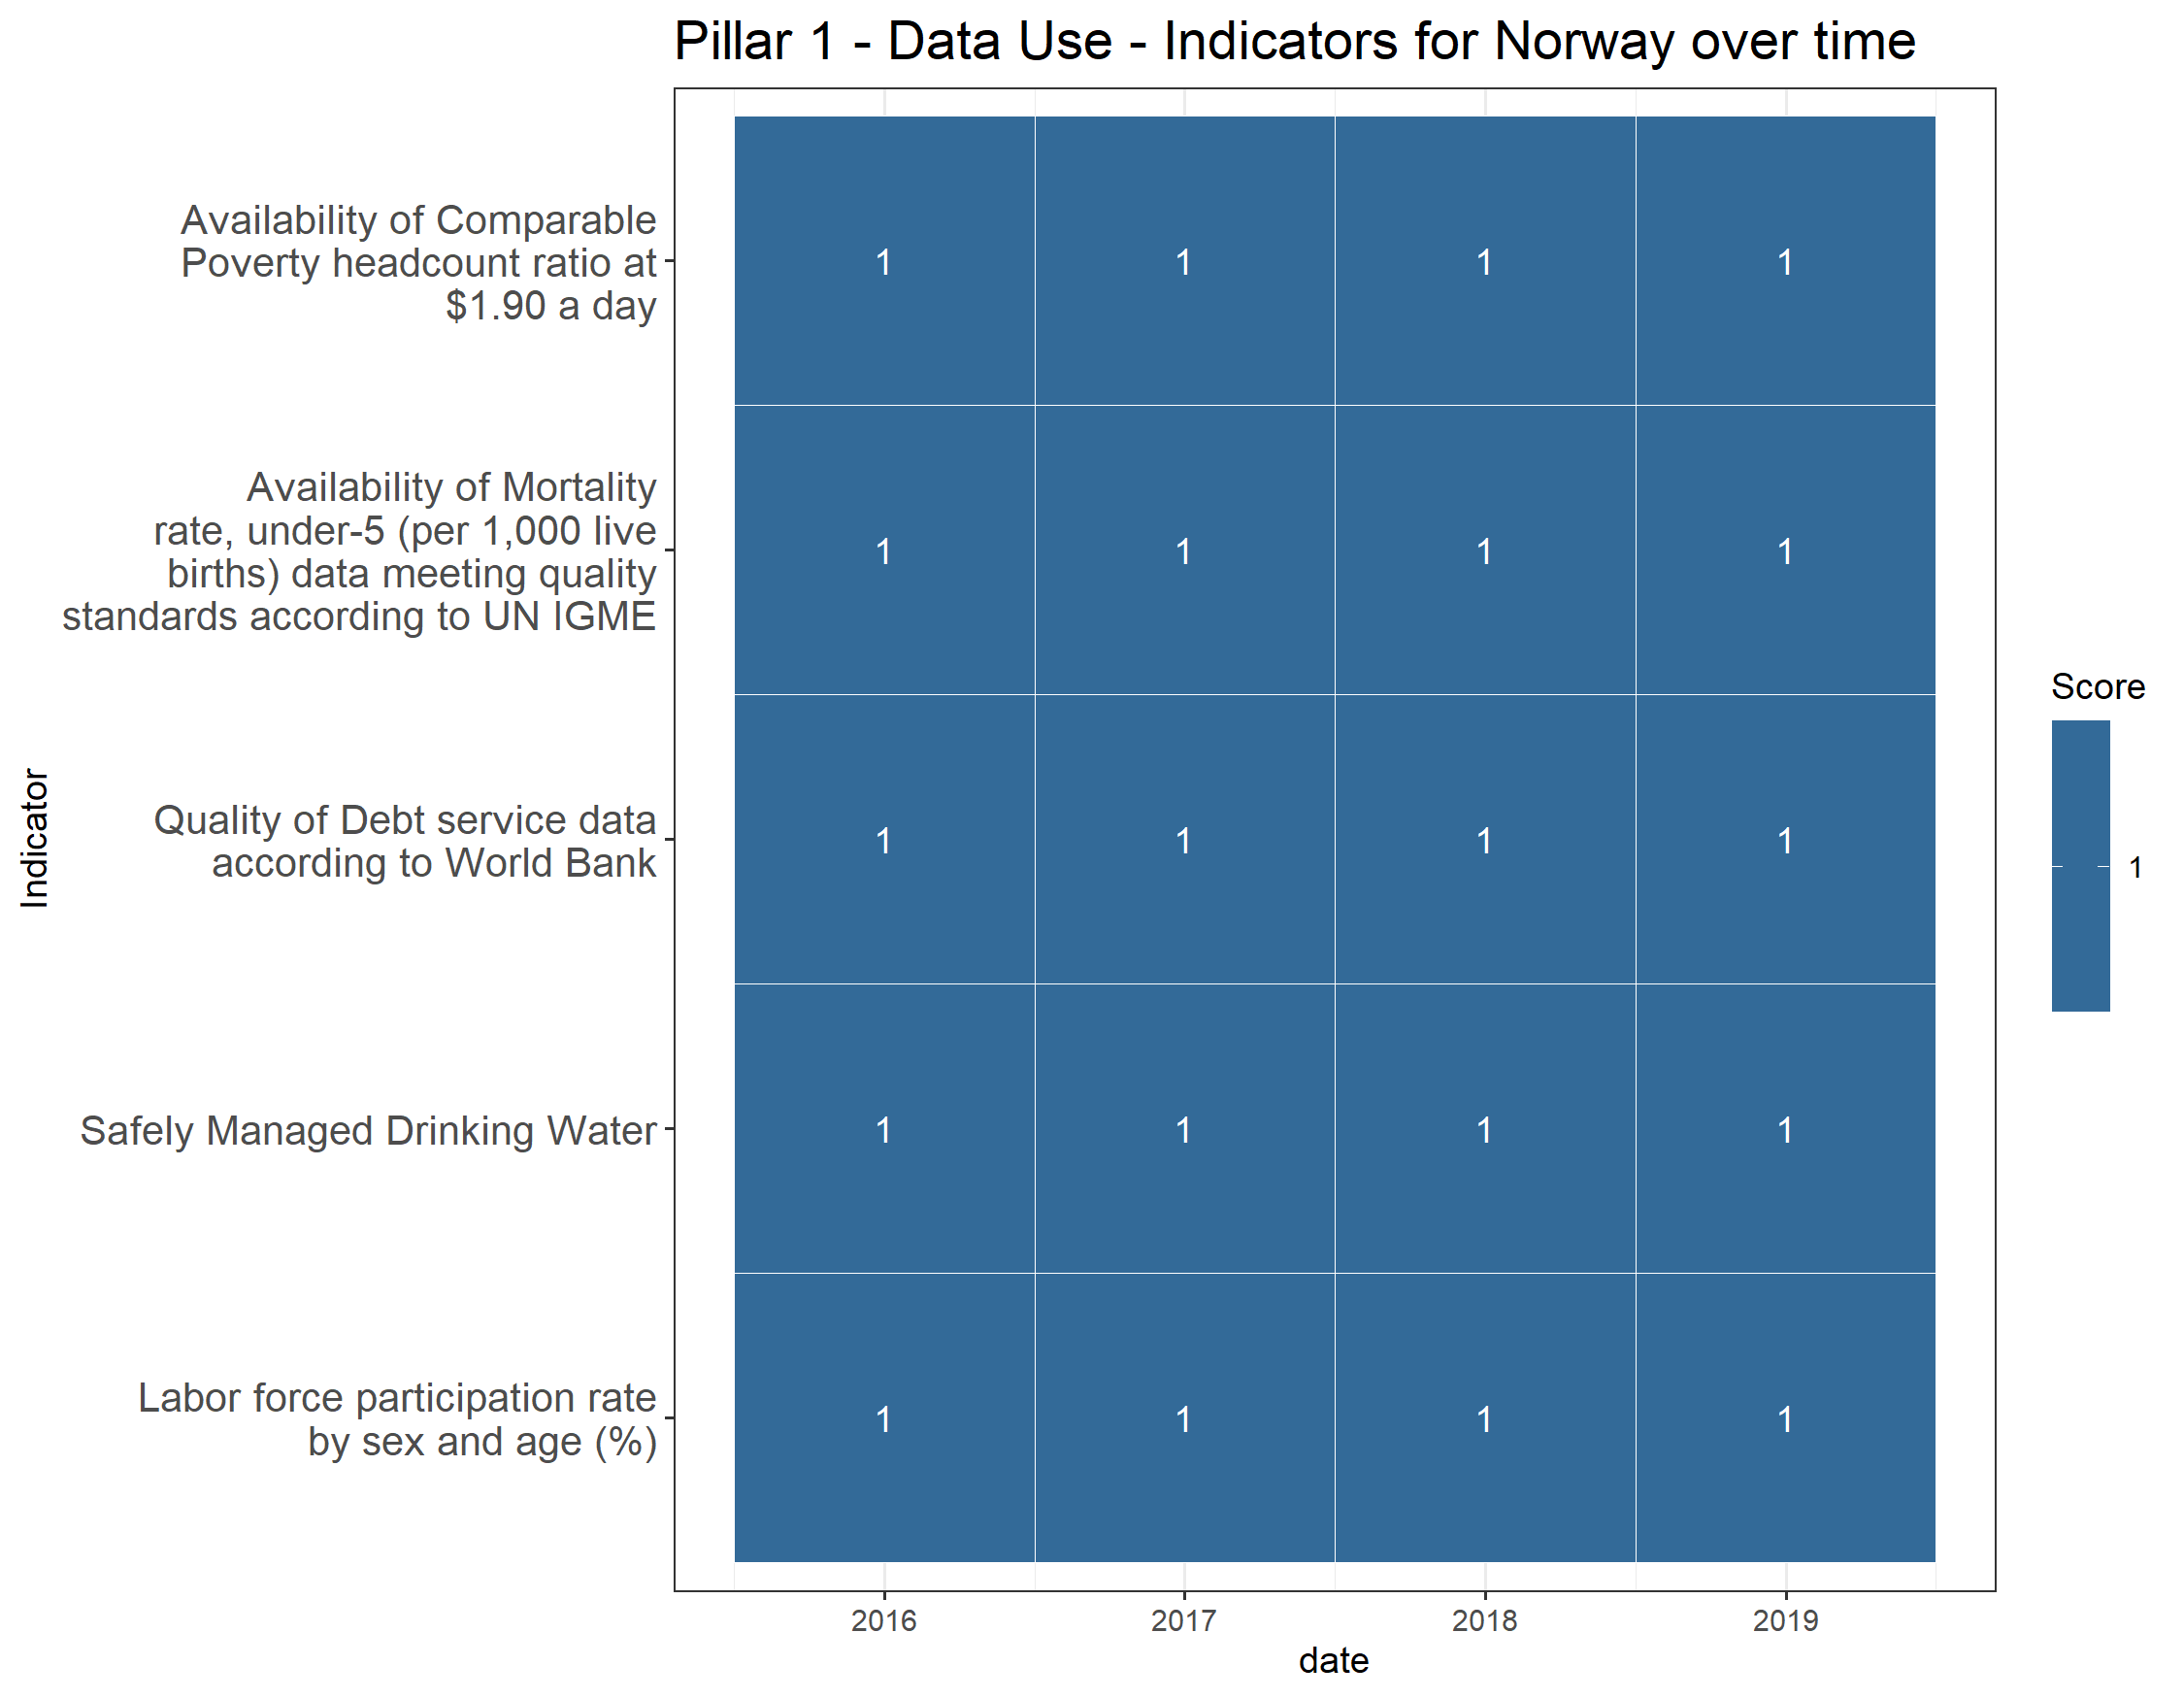 Pillar 1 - Data Use - Indicators for Norway over time
Indicator
Availability of Comparable
Poverty headcount ratio at
$1.90 a day
1 1 1 1
Availability of Mortality
rate, under-5 (per 1,000 live
births) data meeting quality
standards according to UN IGME
1 1 1 1
Quality of Debt service data
according to World Bank
1 1 1 1
Safely Managed Drinking Water
1 1 1 1
Labor force participation rate
by sex and age (%)
1 1 1 1
2016 2017 2018 2019
date
Score
1